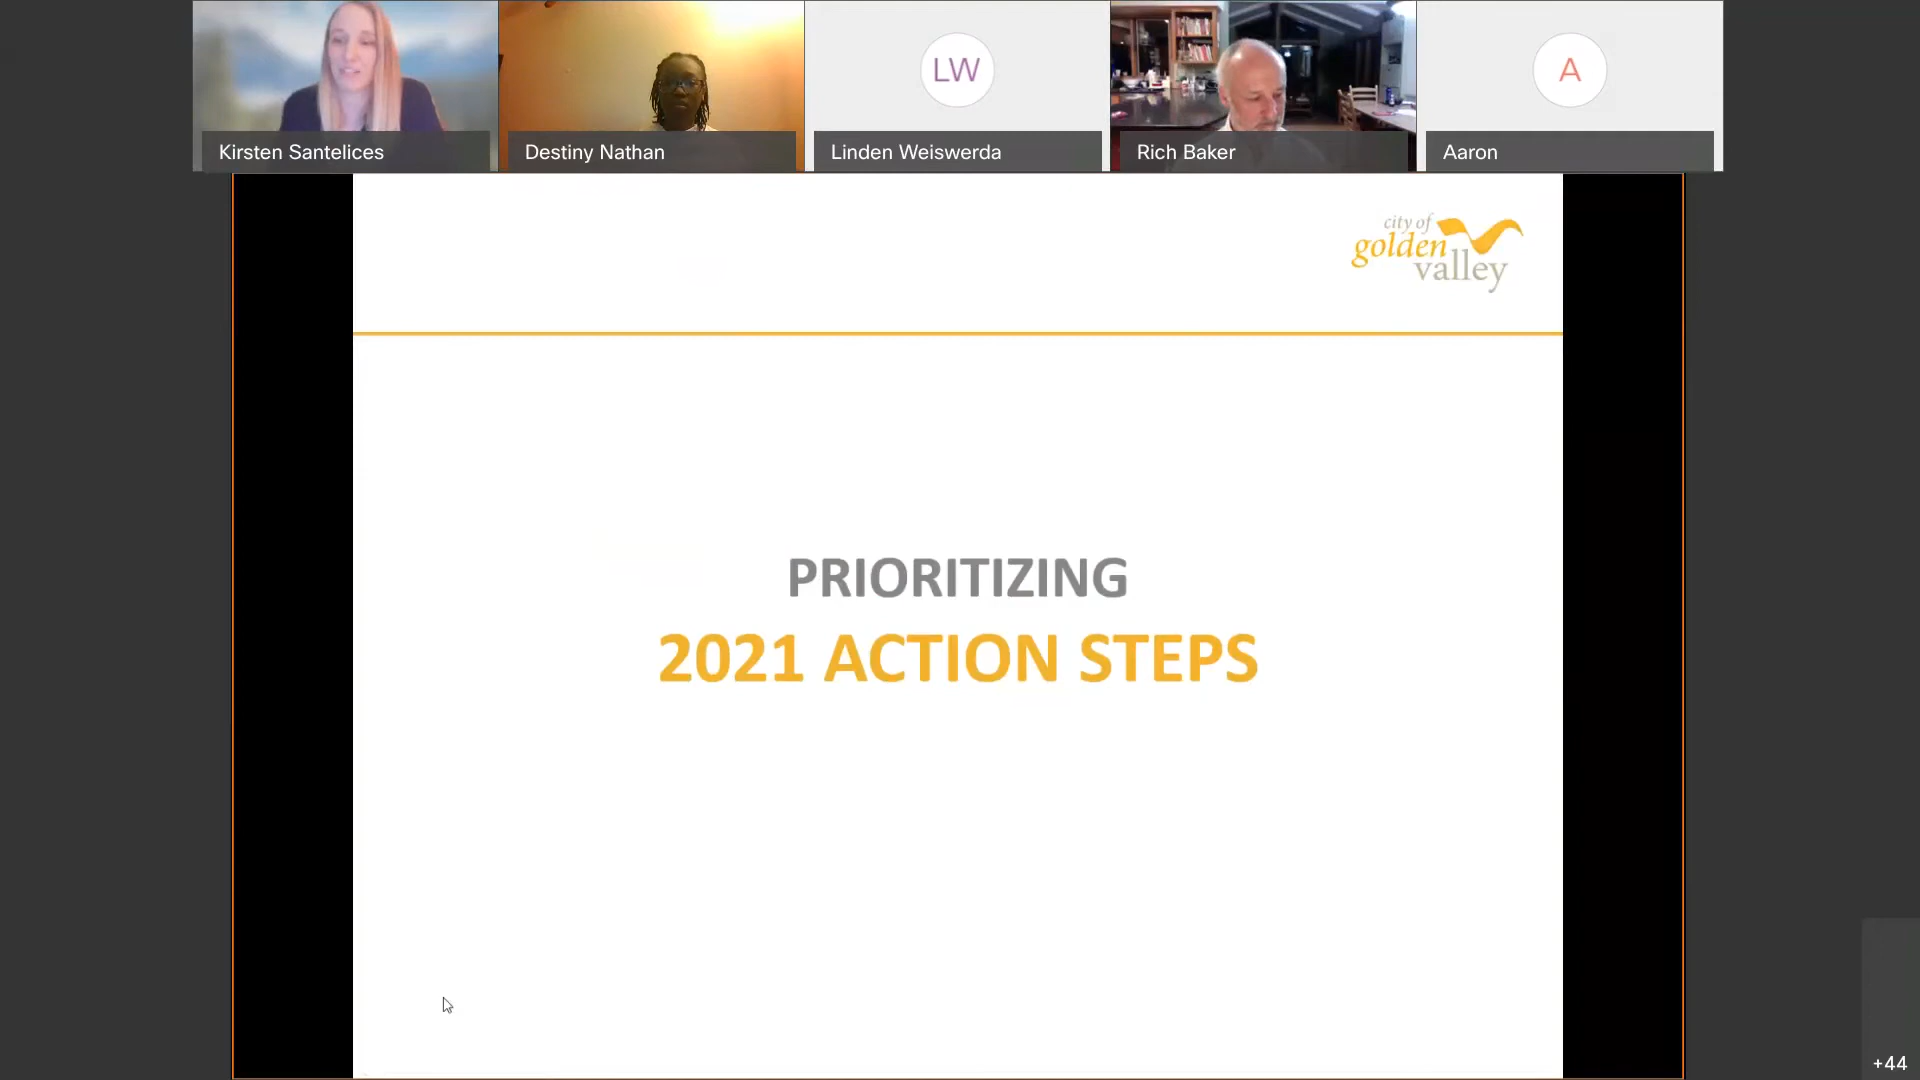 LW
A
Kirsten Santelices
Destiny Nathan
Linden Weiswerda
Rich Baker
Aaron
city of
golden
valley
PRIORITIZING
2021 ACTION STEPS
+44